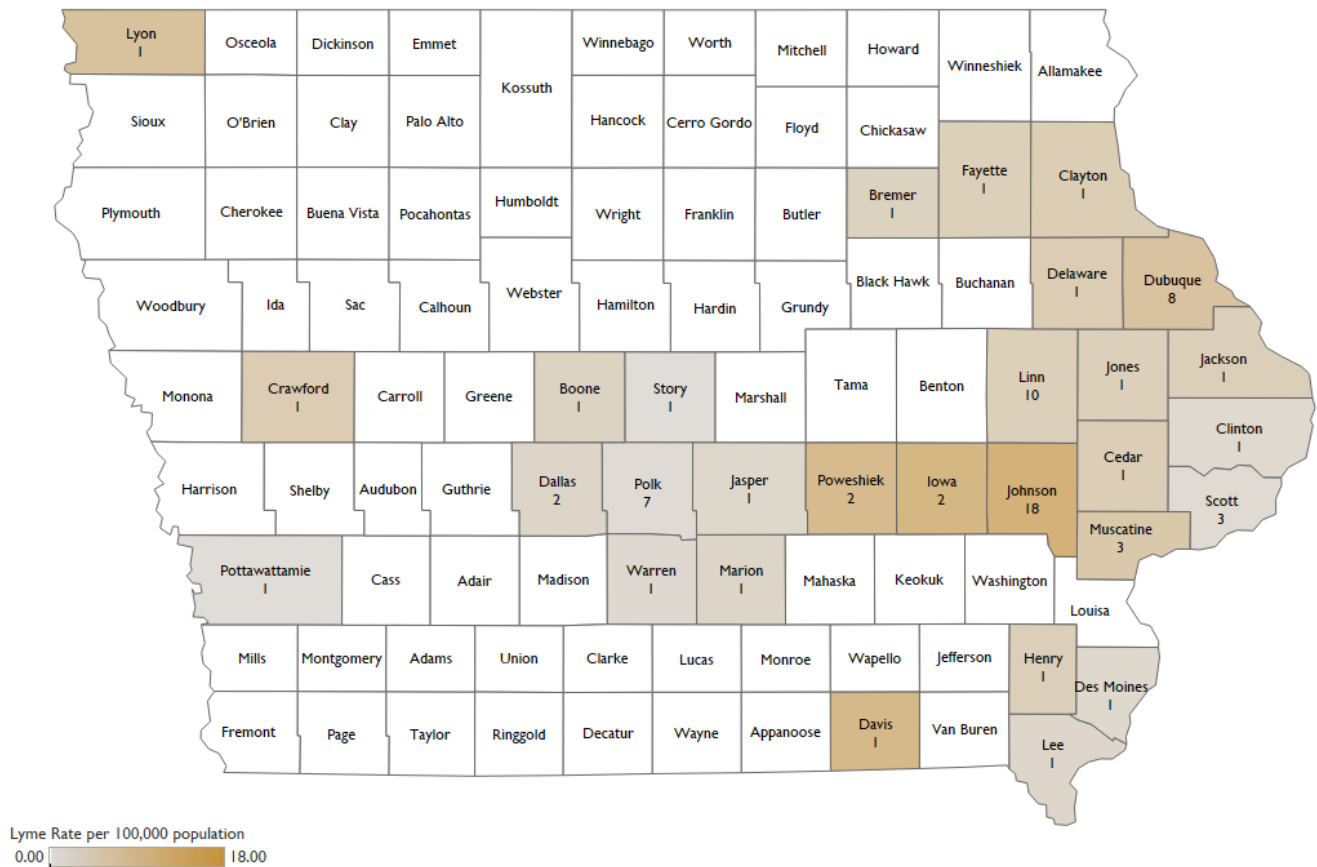 Lyon
1
Osceola
Dickinson
Emmet
Kossuth
Winnebago
Worth
Mitchell
Howard
Winneshiek
Allamakee
Sioux
O'Brien
Clay
Palo Alto
Hancock
Cerro Gordo
Floyd
Chickasaw
Fayette
1
Clayton
1
Plymouth
Cherokee
Buena Vista
Pocahontas
Humboldt
Wright
Franklin
Butler
Bremer
1
Woodbury
Ida
Sac
Calhoun
Webster
Hamilton
Hardin
Grundy
Black Hawk
Buchanan
Delaware
1
Dubuque
8
Monona
Crawford
1
Carroll
Greene
Boone
1
Story
1
Marshall
Tama
Benton
Linn
10
Jones
1
Jackson
1
Clinton
1
Harrison
Shelby
Audubon
Guthrie
Dallas
2
Polk
7
Jasper
1
Poweshiek
2
Iowa
2
Johnson
18
Cedar
1
Scott
3
Muscatine
3
Pottawattamie
1
Cass
Adair
Madison
Warren
1
Marion
1
Mahaska
Keokuk
Washington
Louisa
Mills
Montgomery
Adams
Union
Clarke
Lucas
Monroe
Wapello
Jefferson
Henry
1
Des Moines
1
Fremont
Page
Taylor
Ringgold
Decatur
Wayne
Appanoose
Davis
1
Van Buren
Lee
1
Lyme Rate per 100,000 population
0.00 18.00